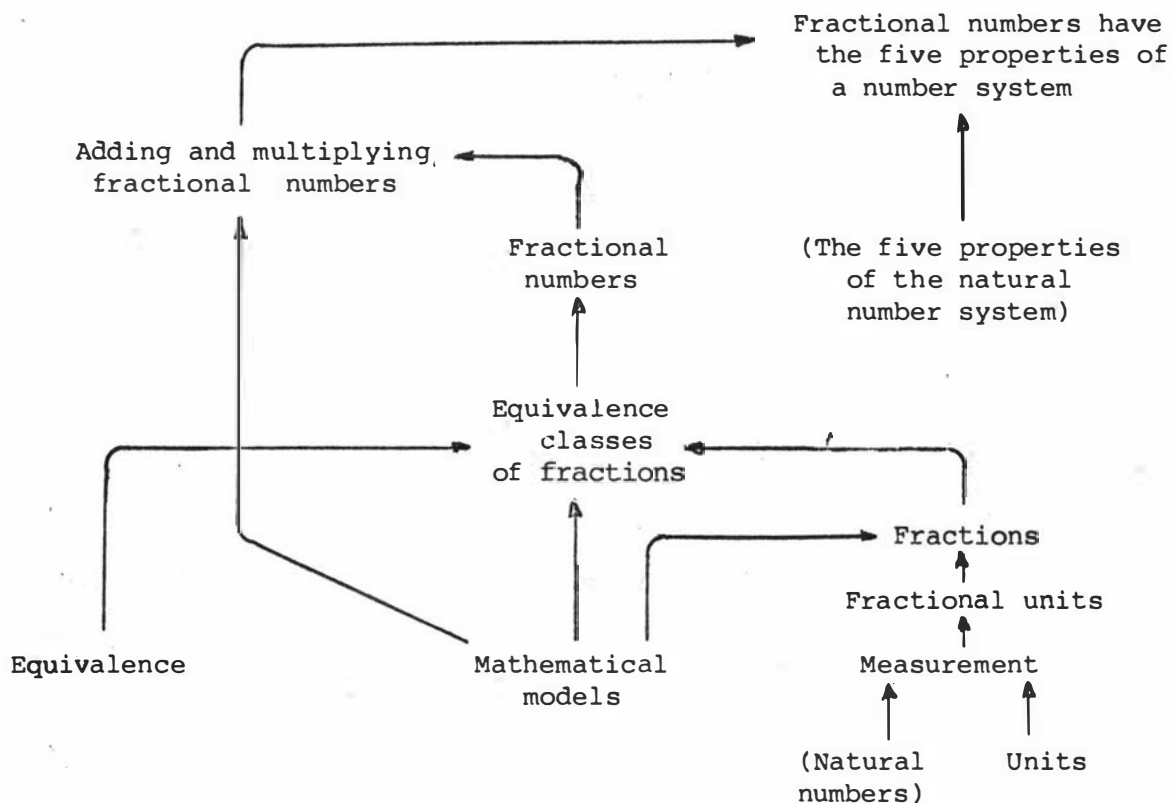 Fractional numbers have
the five properties of
a number system
Adding and multiplying
fractional numbers
Fractional
numbers
(The five properties
of the natural
number system)
Equivalence
classes
of fractions
Fractions
Fractional units
Equivalence
Mathematical
models
Measurement
(Natural
numbers)
Units